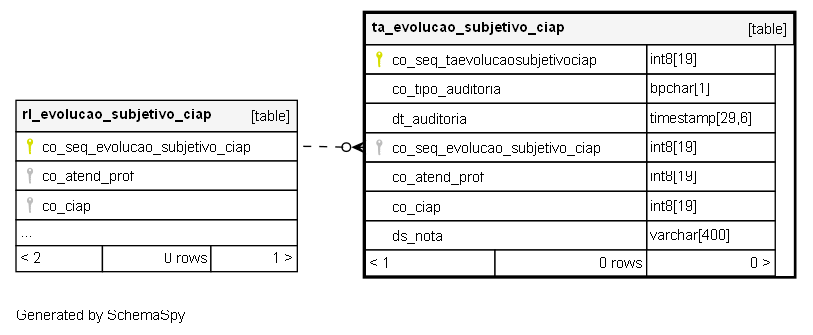 ta_evolucao_subjetivo_ciap [table]
co_seq_taevolucaosubjetivociap int8[19]
co_tipo_auditoria bpchar[1]
dt_auditoria timestamp[29,6]
co_seq_evolucao_subjetivo_ciap int8[19]
co_atend_prof int8[19]
co_ciap int8[19]
ds_nota varchar[400]
< 1 0 rows 0 >
rl_evolucao_subjetivo_ciap [table]
co_seq_evolucao_subjetivo_ciap
co_atend_prof
co_ciap
...
< 2 0 rows 1 >
Generated by SchemaSpy